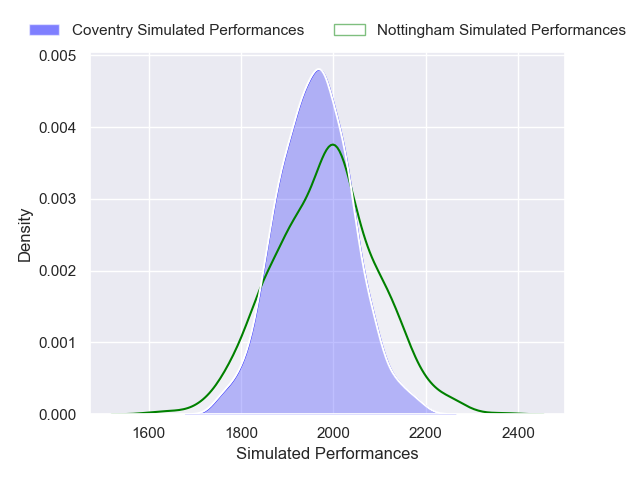 Coventry Simulated Performances Nottingham Simulated Performances
0.005
0.004
0.003
0.002
0.001
0.000
Density
1600 1800 2000 2200 2400
Simulated Performances